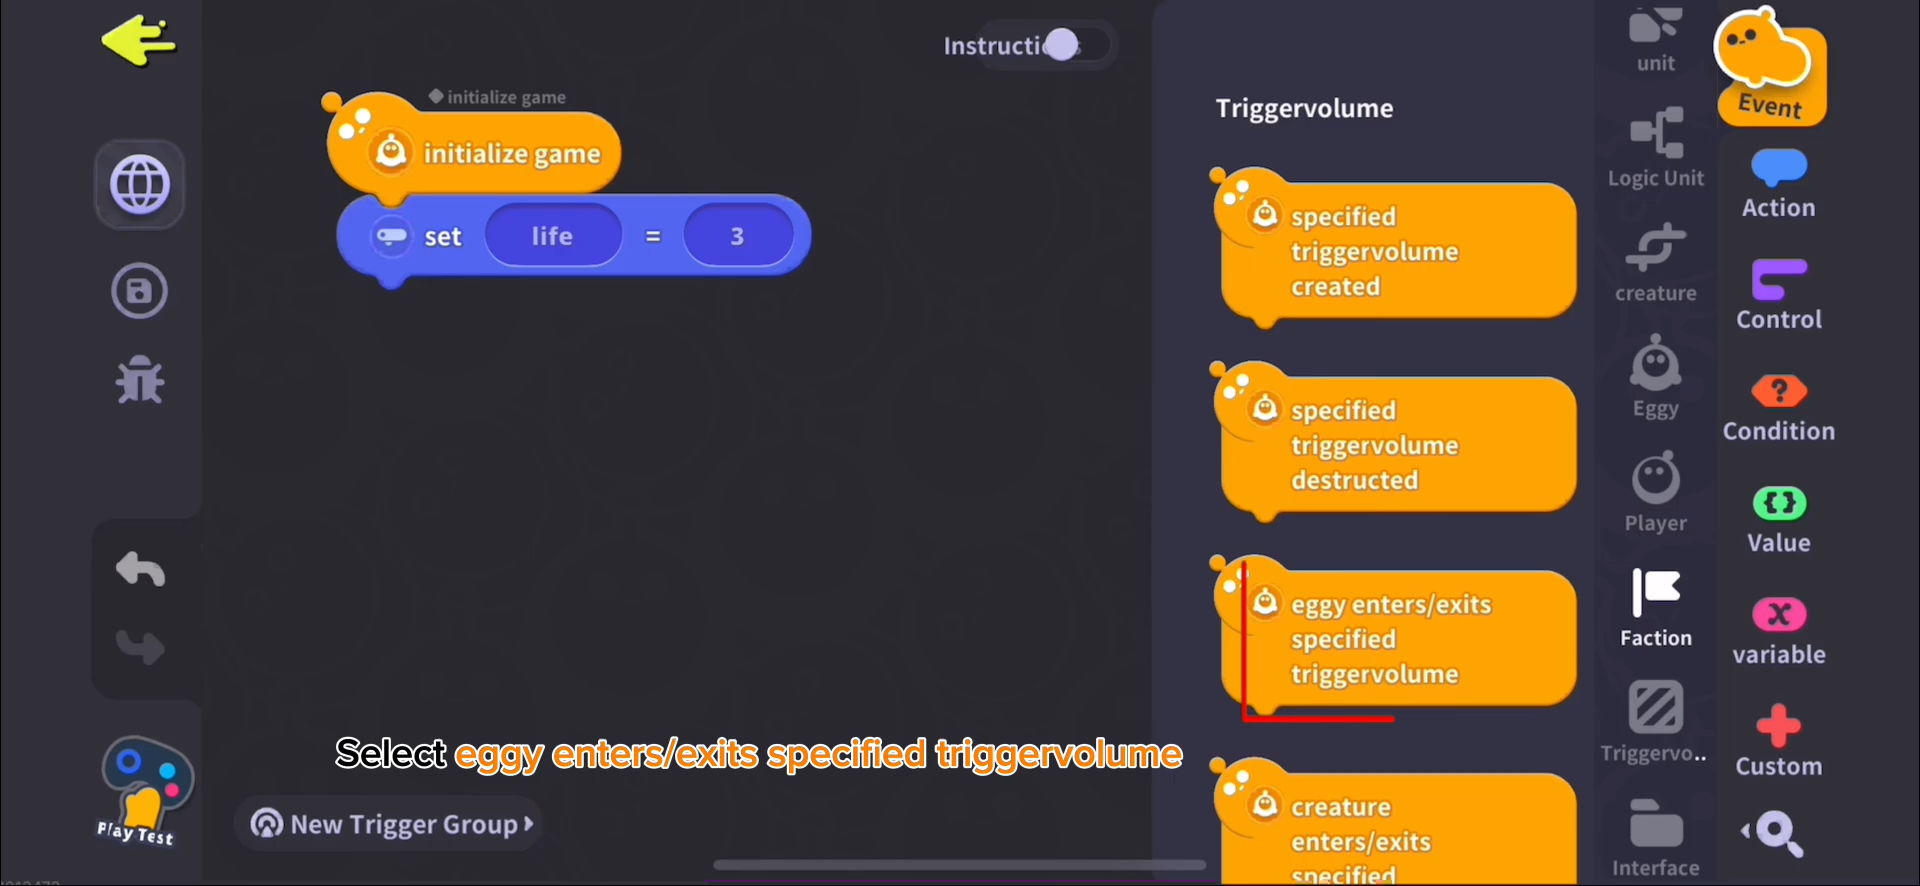 Instructi
initialize game
initialize game
set life = 3
Select eggy enters/exits specified triggervolume
New Trigger Group
Play Test
Triggervolume
specified
triggervolume
created
specified
triggervolume
destructed
eggy enters/exits
specified
triggervolume
creature
enters/exits
specified
unit
Logic Unit
creature
Eggy
Player
Faction
Triggervo..
Interface
Event
Action
Control
Condition
Value
variable
Custom